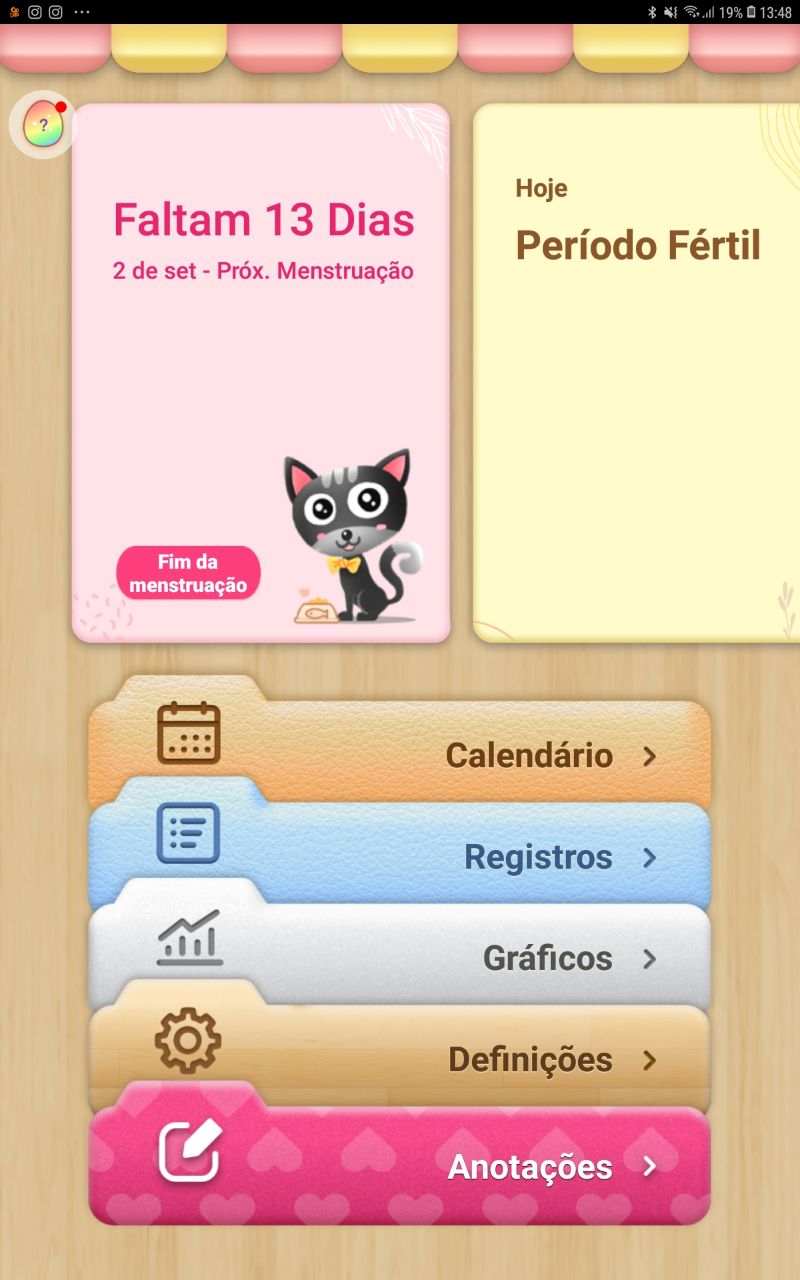 19% 13:48
?
Faltam 13 Dias
2 de set - Próx. Menstruação
Fim da
menstruação
Hoje
Período Fértil
Calendário
Registros
Gráficos
Definições
Anotações